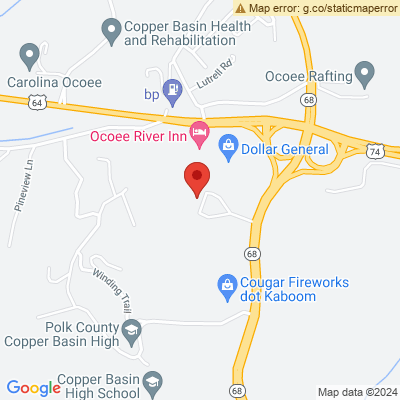 Map error: g.co/staticmaperror
Copper Basin Health
and Rehabilitation
Lutrell Rd
Ocoee Rafting
Carolina Ocoee
bp
68
64
Ocoee River Inn
Dollar General
74
Pineview Ln
68
Winding Trail
Cougar Fireworks
dot Kaboom
Polk County
Copper Basin High
Copper Basin
High School
68
Google
Map data ©2024